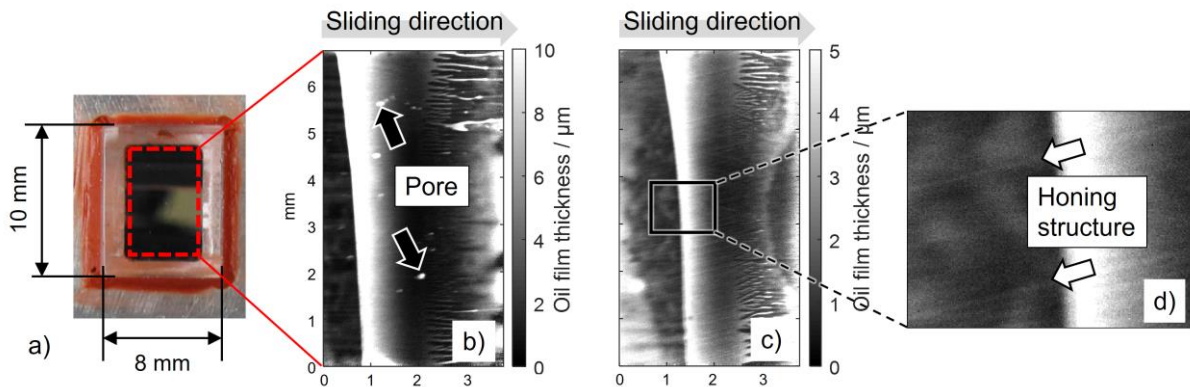 Sliding direction
Sliding direction
10 mm
8 mm
a)
mm
6
5
4
3
2
1
0
0 1 2 3
Pore
b)
10
8
6
4
2
0
Oil film thickness / µm
c)
0 1 2 3
5
4
3
2
1
0
Oil film thickness / µm
Honing
structure
d)